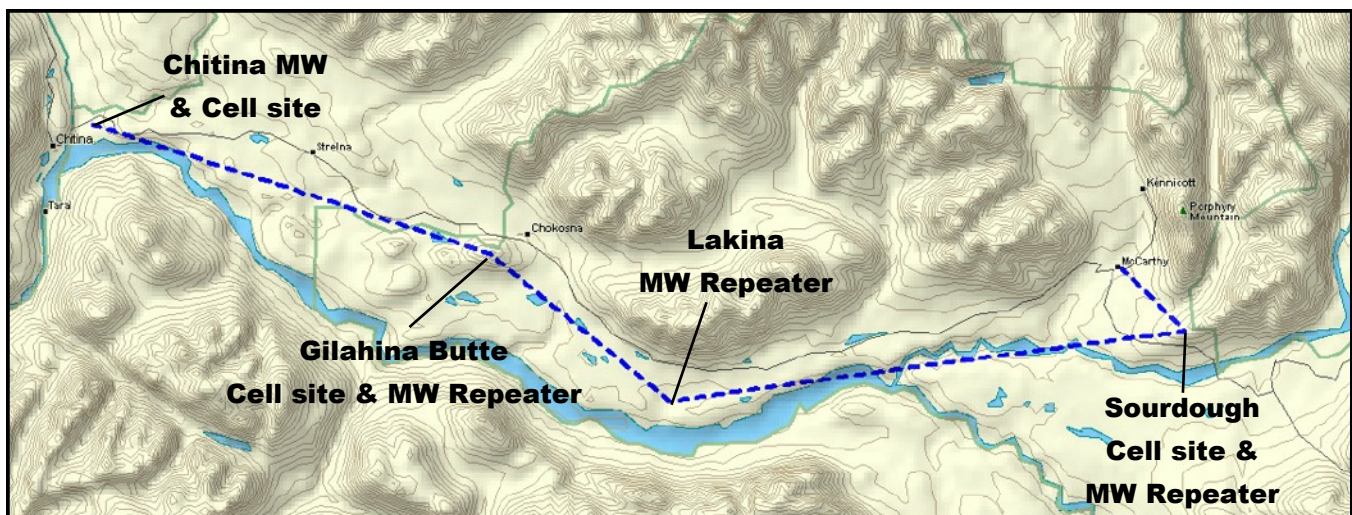 Chitina MW
& Cell site
Chitina
Strelna
Taral
Chokosna
Kennicott
Porphyry
Mountain
McCarthy
Lakina
MW Repeater
Gilahina Butte
Cell site & MW Repeater
Sourdough
Cell site &
MW Repeater